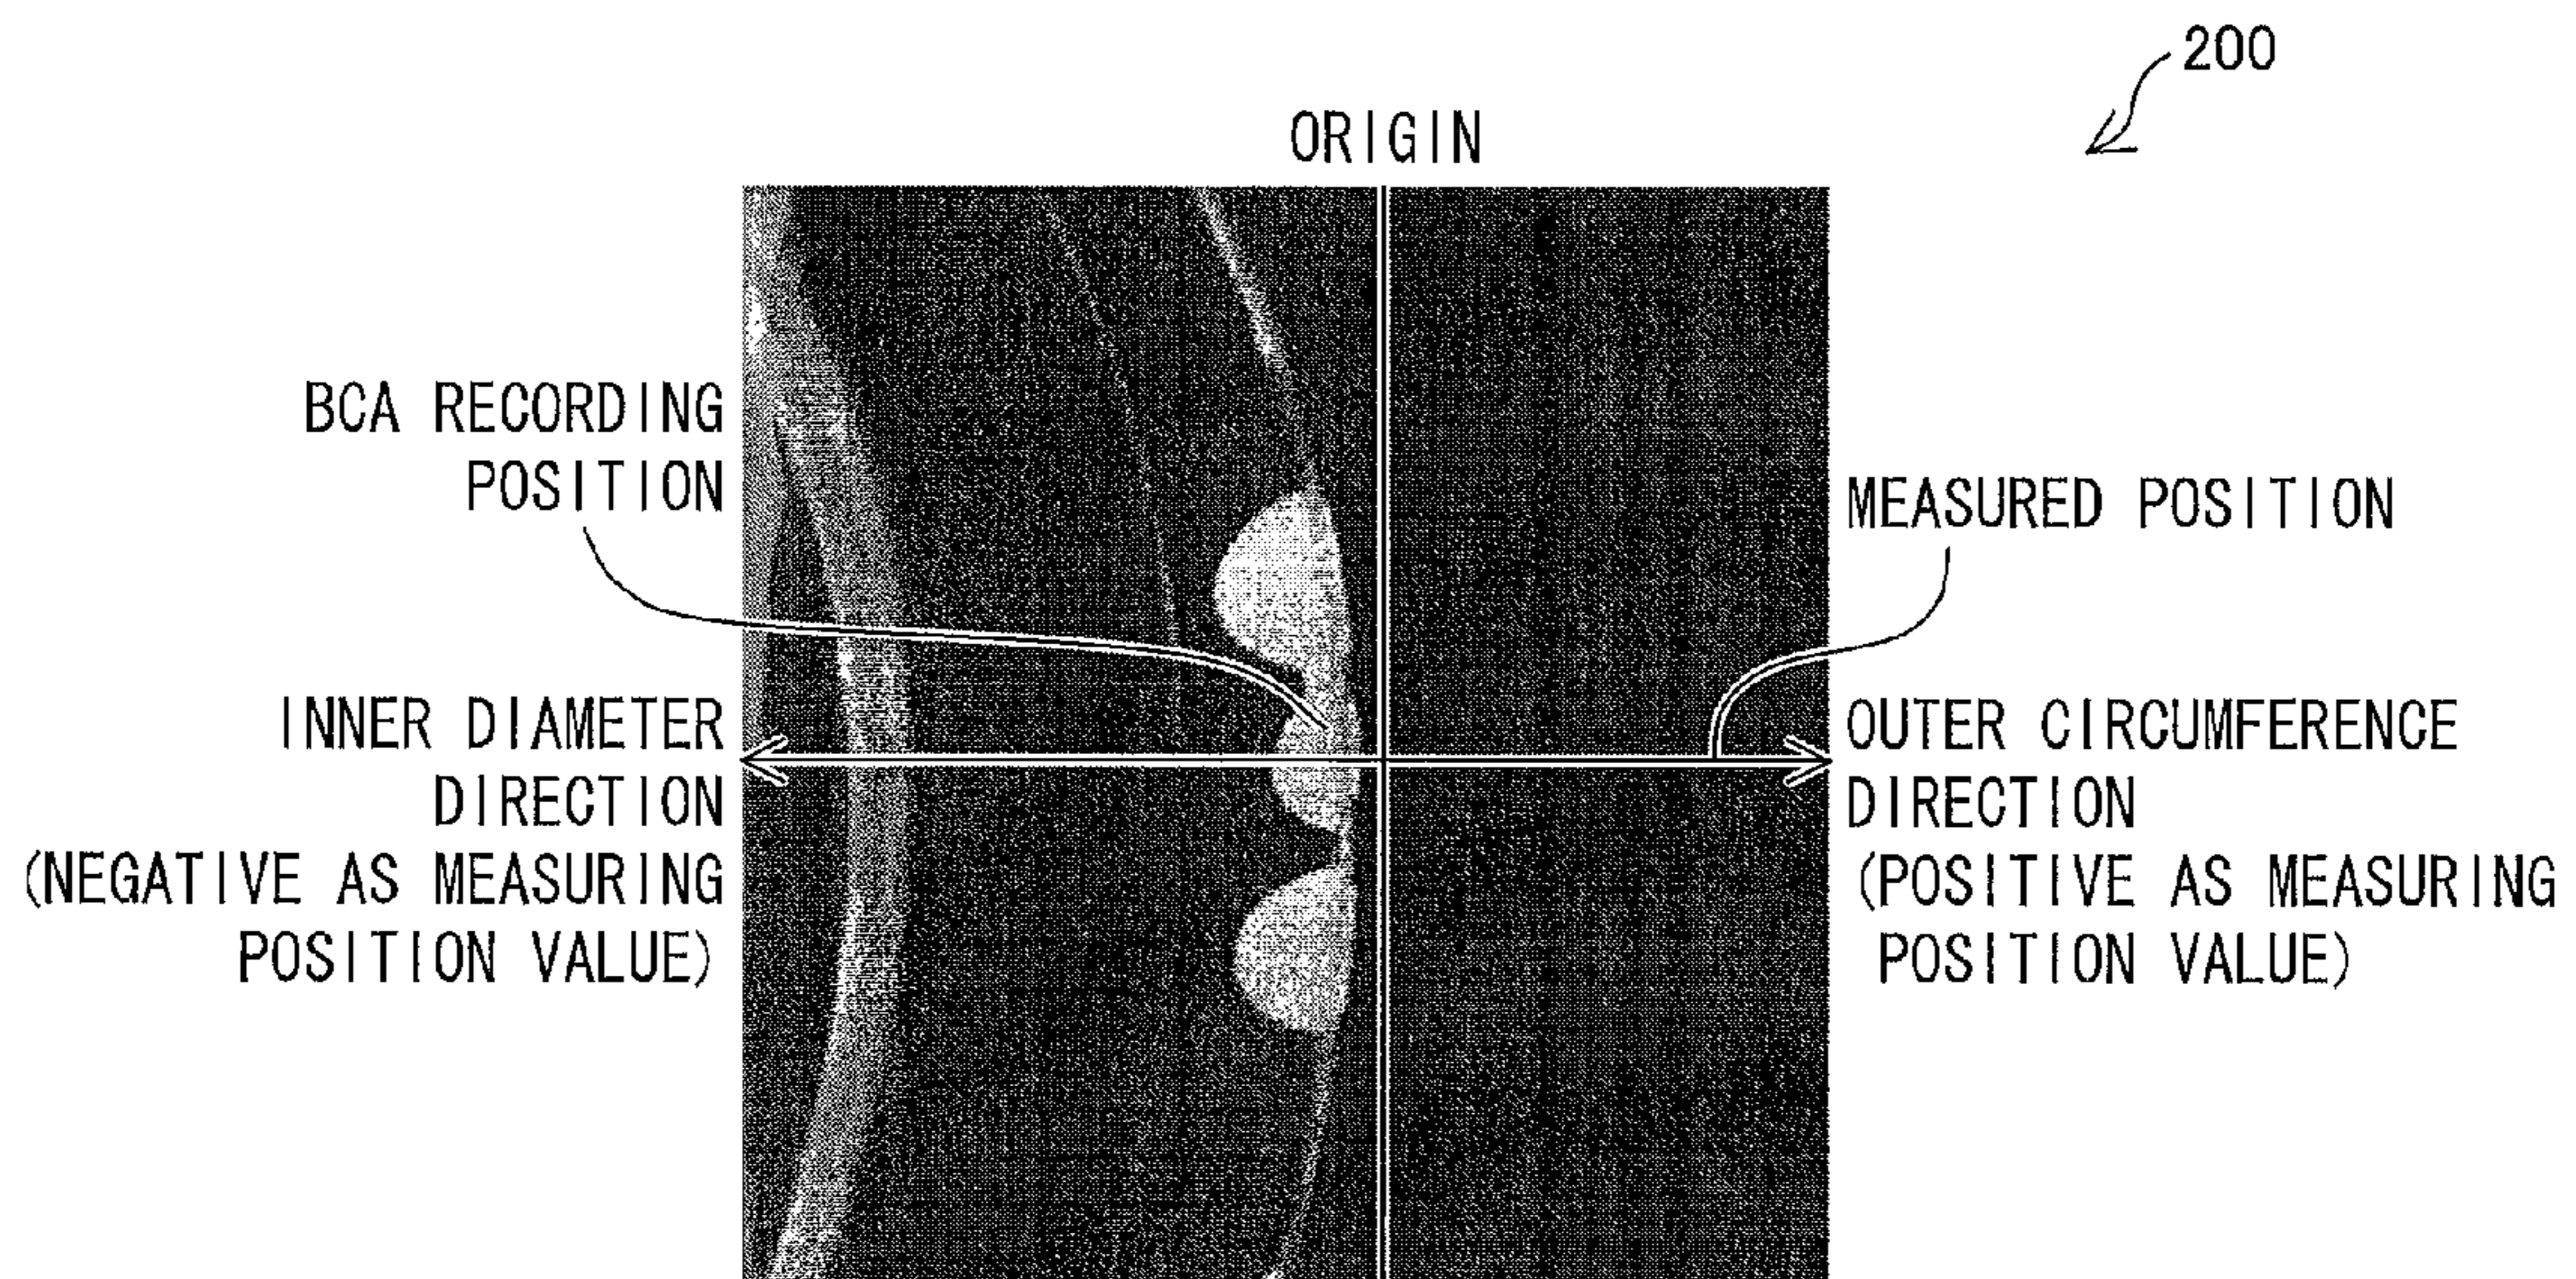 200
ORIGIN
BCA RECORDING
POSITION
MEASURED POSITION
INNER DIAMETER
DIRECTION
(NEGATIVE AS MEASURING
POSITION VALUE)
OUTER CIRCUMFERENCE
DIRECTION
(POSITIVE AS MEASURING
POSITION VALUE)